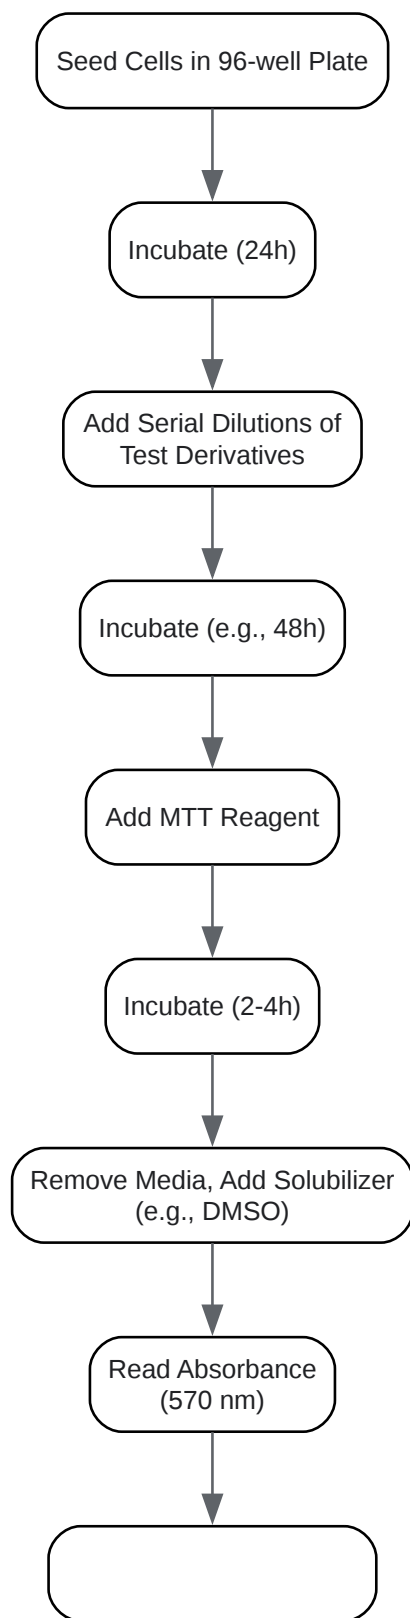 Seed Cells in 96-well Plate
Incubate (24h)
Add Serial Dilutions of
Test Derivatives
Incubate (e.g., 48h)
Add MTT Reagent
Incubate (2-4h)
Remove Media, Add Solubilizer
(e.g., DMSO)
Read Absorbance
(570 nm)